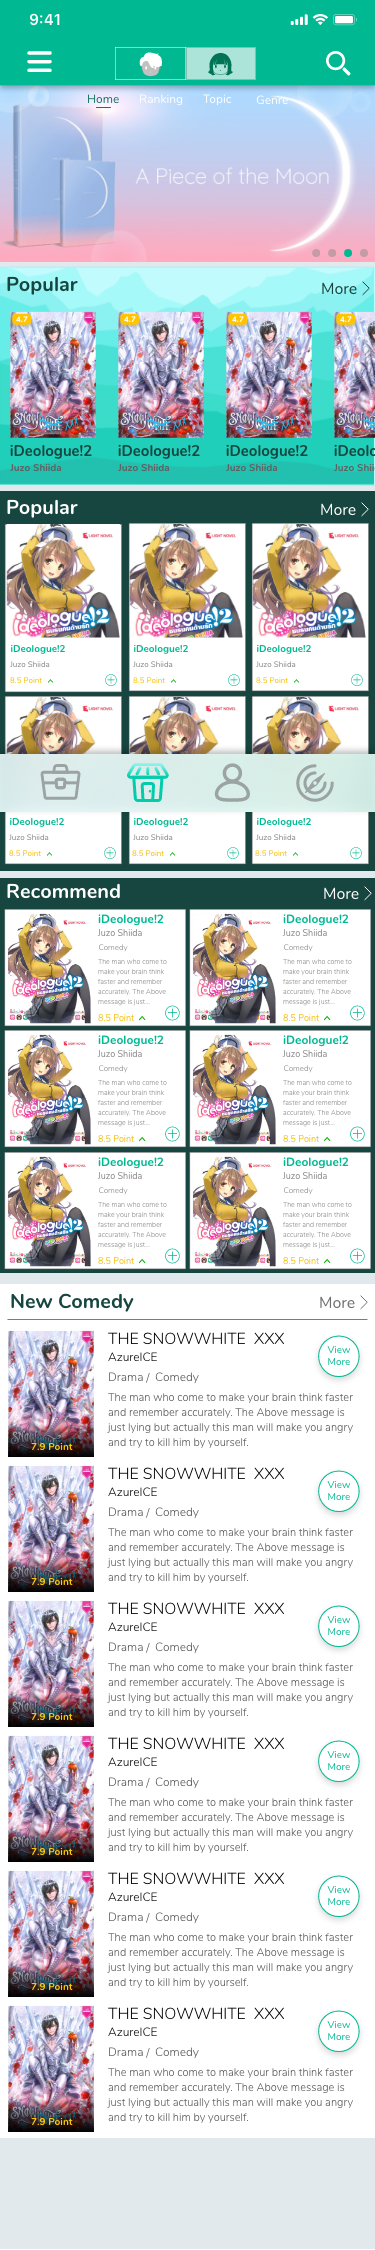 9:41
Home Ranking Topic Genre
A Piece of the Moon
Popular
More
4.7 4.7 4.7 4.7
iDeologue!2 iDeologue!2 iDeologue!2 iDeolo
Juzo Shiida Juzo Shiida Juzo Shiida Juzo Shii
Popular
More
LIGHT NOVEL LIGHT NOVEL LIGHT NOVEL
ideologue!2 ideologue!2 ideologue!2
iDeologue!2 iDeologue!2 iDeologue!2
Juzo Shiida Juzo Shiida Juzo Shiida
8.5 Point 8.5 Point 8.5 Point
LIGHT NOVEL LIGHT NOVEL LIGHT NOVEL
iDeologue!2 iDeologue!2 iDeologue!2
Juzo Shiida Juzo Shiida Juzo Shiida
8.5 Point 8.5 Point 8.5 Point
Recommend
More
iDeologue!2
Juzo Shiida
Comedy
The man who come to
make your brain think
faster and remember
accurately. The Above
message is just...
8.5 Point
iDeologue!2
Juzo Shiida
Comedy
The man who come to
make your brain think
faster and remember
accurately. The Above
message is just...
8.5 Point
iDeologue!2
Juzo Shiida
Comedy
The man who come to
make your brain think
faster and remember
accurately. The Above
message is just...
8.5 Point
iDeologue!2
Juzo Shiida
Comedy
The man who come to
make your brain think
faster and remember
accurately. The Above
message is just...
8.5 Point
iDeologue!2
Juzo Shiida
Comedy
The man who come to
make your brain think
faster and remember
accurately. The Above
message is just...
8.5 Point
iDeologue!2
Juzo Shiida
Comedy
The man who come to
make your brain think
faster and remember
accurately. The Above
message is just...
8.5 Point
New Comedy
More
THE SNOWWHITE XXX
AzureICE
Drama / Comedy
The man who come to make your brain think faster
and remember accurately. The Above message is
just lying but actually this man will make you angry
and try to kill him by yourself.
7.9 Point
View
More
THE SNOWWHITE XXX
AzureICE
Drama / Comedy
The man who come to make your brain think faster
and remember accurately. The Above message is
just lying but actually this man will make you angry
and try to kill him by yourself.
7.9 Point
View
More
THE SNOWWHITE XXX
AzureICE
Drama / Comedy
The man who come to make your brain think faster
and remember accurately. The Above message is
just lying but actually this man will make you angry
and try to kill him by yourself.
7.9 Point
View
More
THE SNOWWHITE XXX
AzureICE
Drama / Comedy
The man who come to make your brain think faster
and remember accurately. The Above message is
just lying but actually this man will make you angry
and try to kill him by yourself.
7.9 Point
View
More
THE SNOWWHITE XXX
AzureICE
Drama / Comedy
The man who come to make your brain think faster
and remember accurately. The Above message is
just lying but actually this man will make you angry
and try to kill him by yourself.
7.9 Point
View
More
THE SNOWWHITE XXX
AzureICE
Drama / Comedy
The man who come to make your brain think faster
and remember accurately. The Above message is
just lying but actually this man will make you angry
and try to kill him by yourself.
7.9 Point
View
More